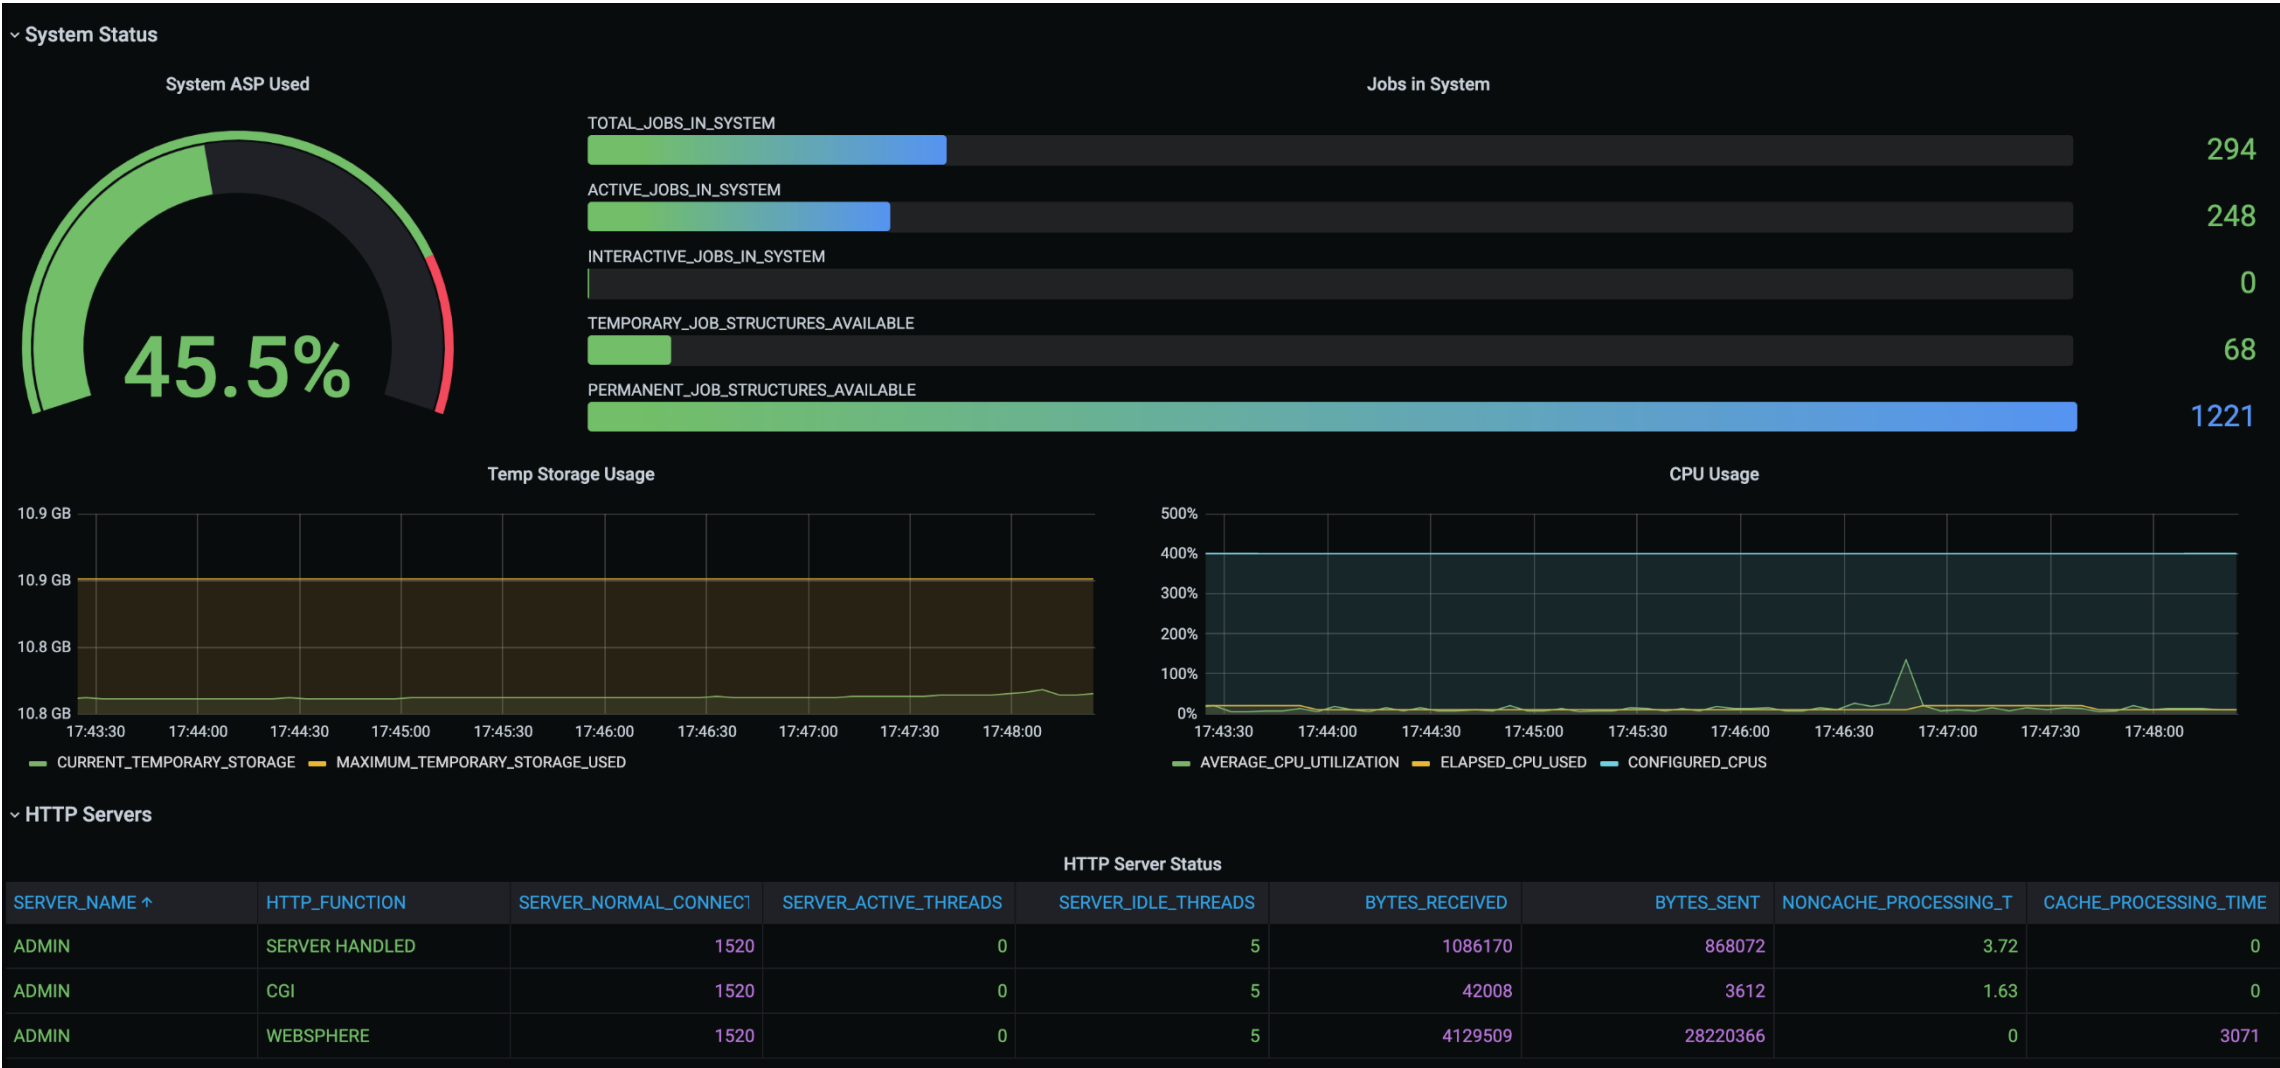 System Status
System ASP Used
45.5%
Jobs in System
TOTAL_JOBS_IN_SYSTEM
294
ACTIVE_JOBS_IN_SYSTEM
248
INTERACTIVE_JOBS_IN_SYSTEM
0
TEMPORARY_JOB_STRUCTURES_AVAILABLE
68
PERMANENT_JOB_STRUCTURES_AVAILABLE
1221
Temp Storage Usage
10.9 GB
10.9 GB
10.8 GB
10.8 GB
17:43:30 17:44:00 17:44:30 17:45:00 17:45:30 17:46:00 17:46:30 17:47:00 17:47:30 17:48:00
CURRENT_TEMPORARY_STORAGE MAXIMUM_TEMPORARY_STORAGE_USED
CPU Usage
500%
400%
300%
200%
100%
0%
17:43:30 17:44:00 17:44:30 17:45:00 17:45:30 17:46:00 17:46:30 17:47:00 17:47:30 17:48:00
AVERAGE_CPU_UTILIZATION ELAPSED_CPU_USED CONFIGURED_CPUS
HTTP Servers
HTTP Server Status
SERVER_NAME ↑ HTTP_FUNCTION SERVER_NORMAL_CONNECT SERVER_ACTIVE_THREADS SERVER_IDLE_THREADS BYTES_RECEIVED BYTES_SENT NONCACHE_PROCESSING_T CACHE_PROCESSING_TIME
ADMIN SERVER HANDLED 1520 0 5 1086170 868072 3.72 0
ADMIN CGI 1520 0 5 42008 3612 1.63 0
ADMIN WEBSPHERE 1520 0 5 4129509 28220366 0 3071